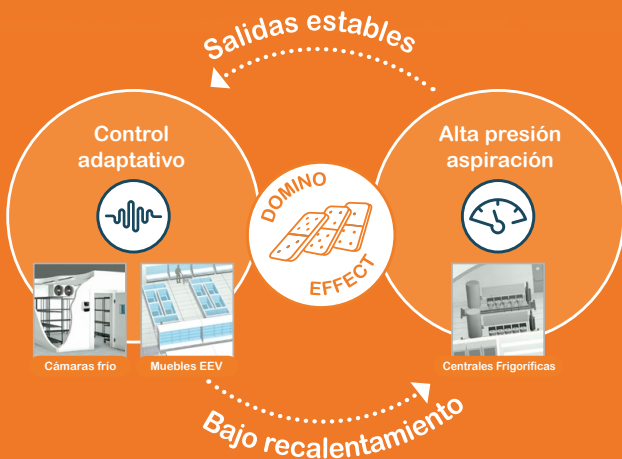 Salidas estables
Control
adaptativo
Alta presión
aspiración
DOMINO
EFFECT
Cámaras frío
Muebles EEV
Centrales Frigoríficas
Bajo recalentamiento